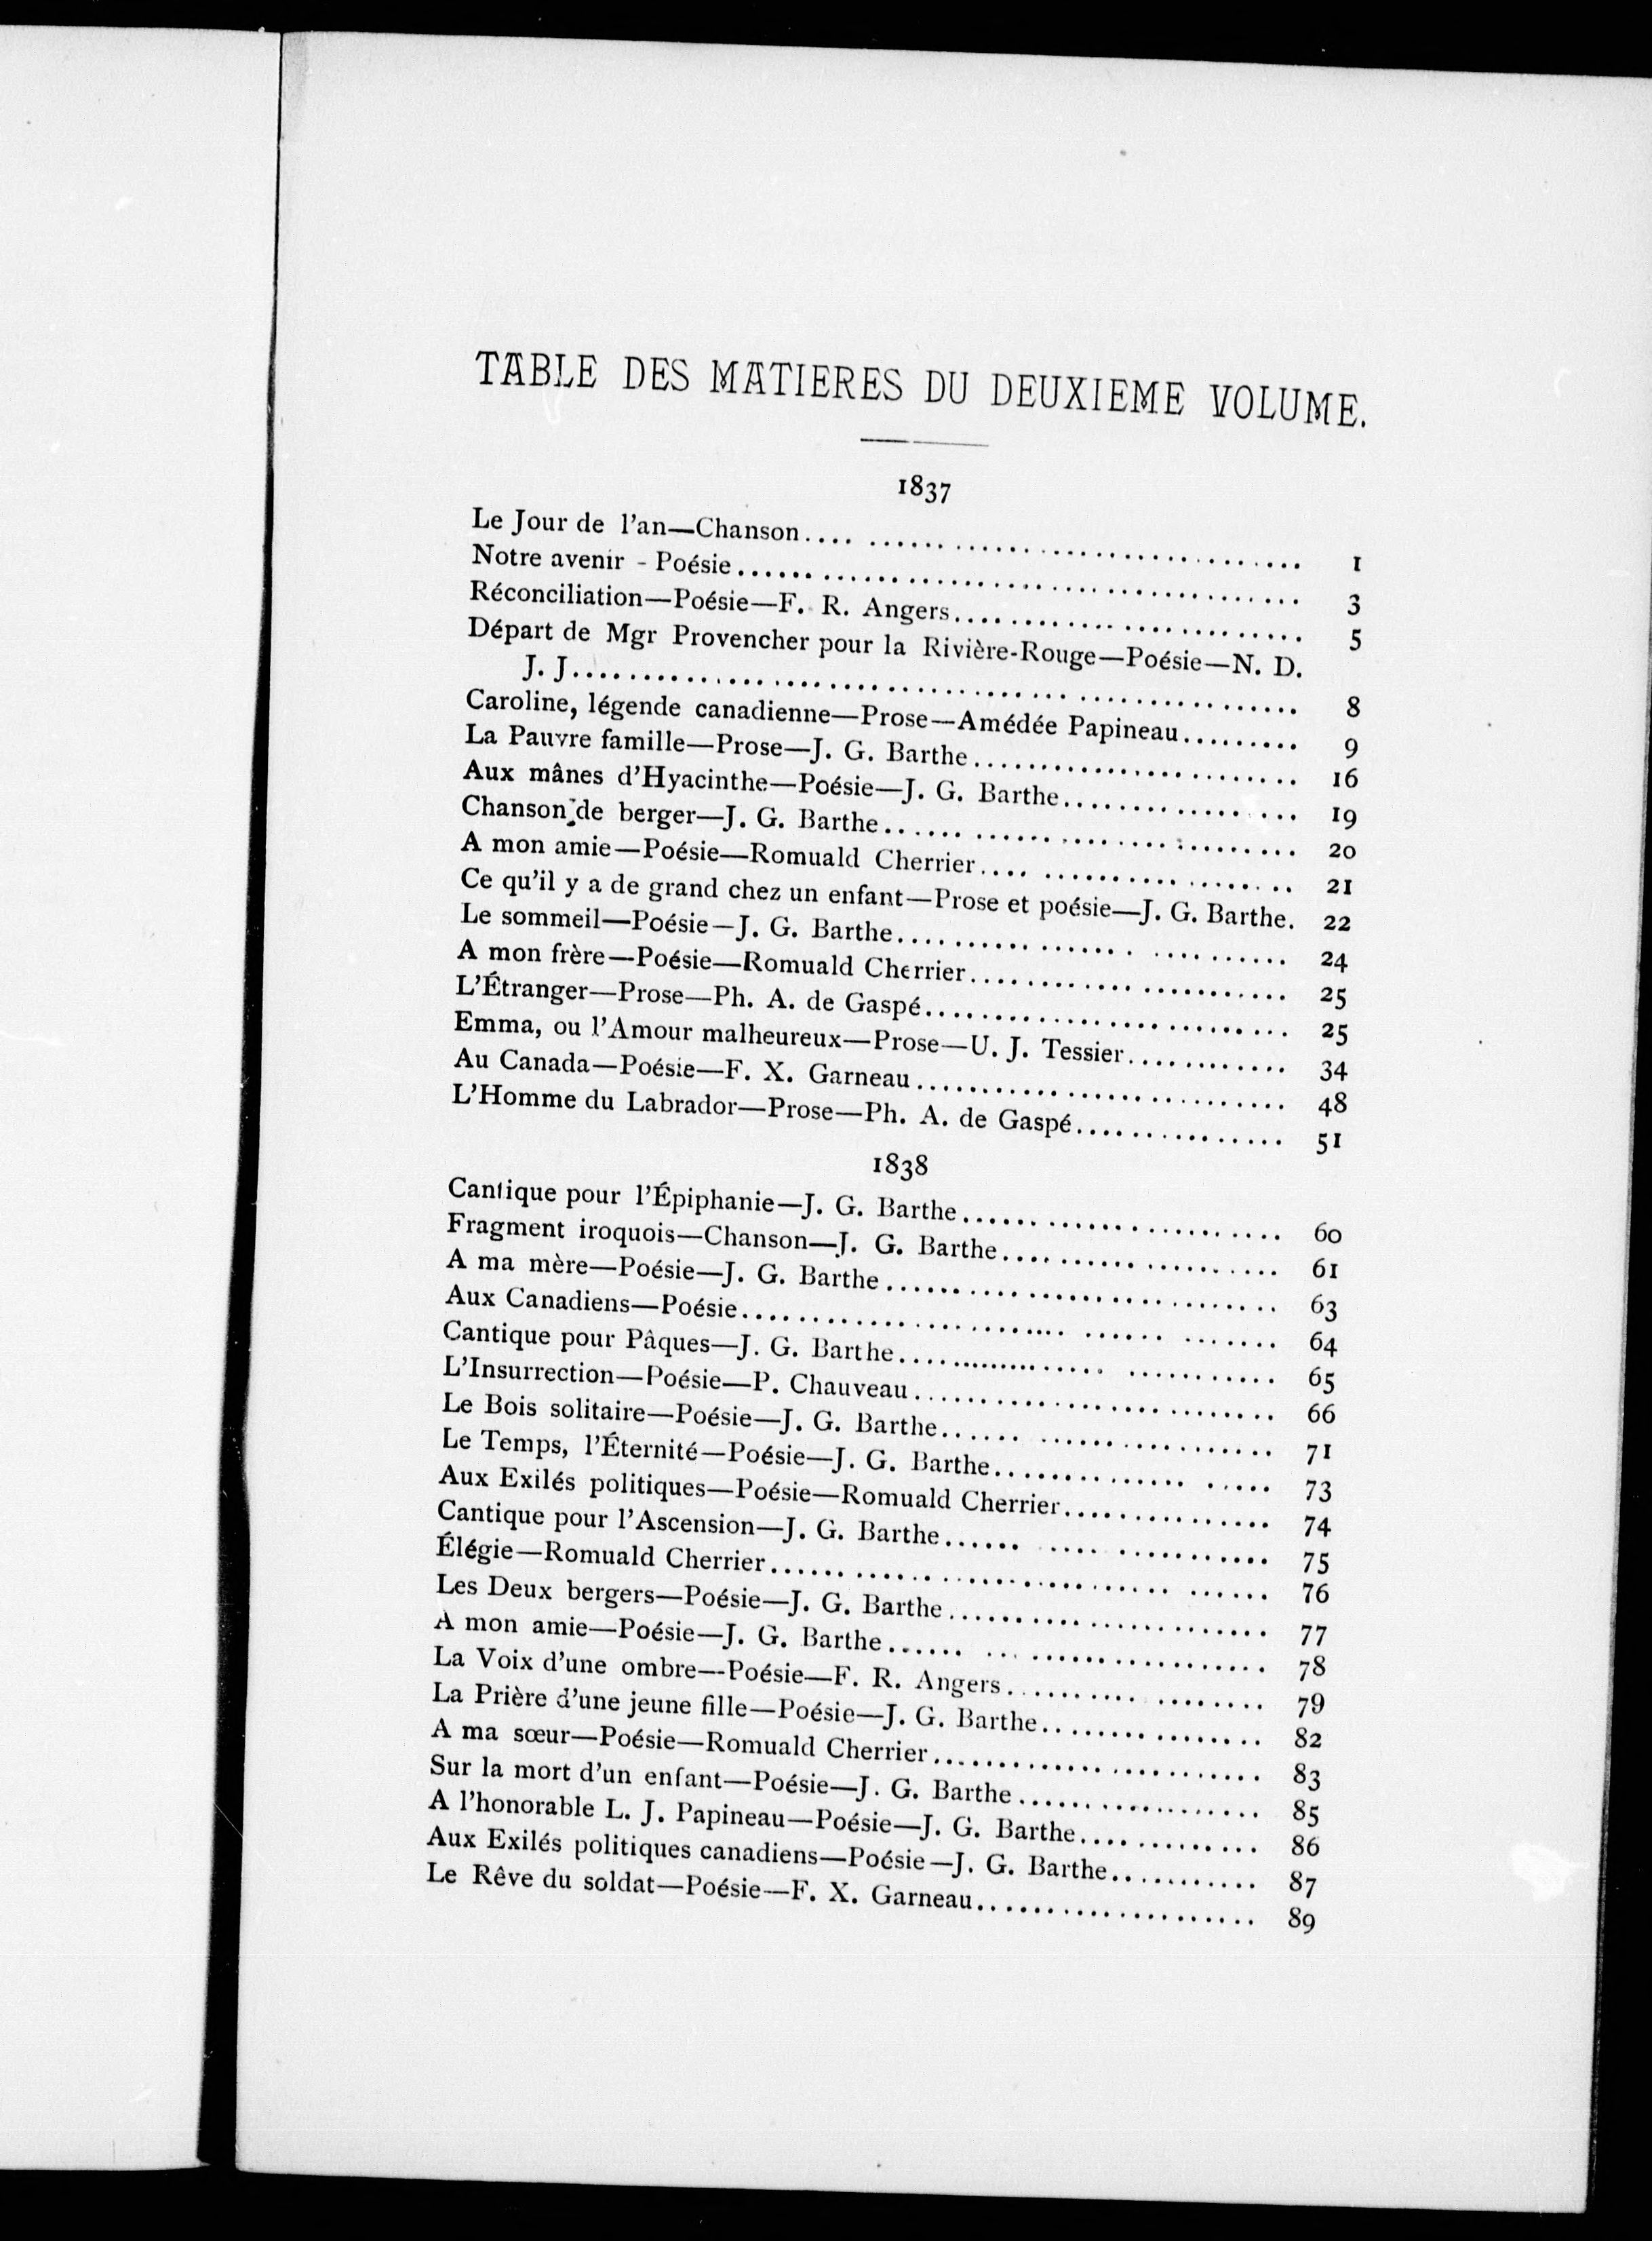 TABLE DES MATIERES DU DEUXIEME VOLUME.
1837
Le Jour de l'an—Chanson........ 1
Notre avenir - Poésie........ 3
Réconciliation—Poésie—F. R. Angers........ 5
Départ de Mgr Provencher pour la Rivière-Rouge—Poésie—N. D.
J. J........ 8
Caroline, légende canadienne—Prose—Amédée Papineau........ 9
La Pauvre famille—Prose—J. G. Barthe........ 16
Aux mânes d'Hyacinthe—Poésie—J. G. Barthe........ 19
Chanson de berger—J. G. Barthe........ 20
A mon amie—Poésie—Romuald Cherrier........ 21
Ce qu'il y a de grand chez un enfant—Prose et poésie—J. G. Barthe. 22
Le sommeil—Poésie—J. G. Barthe........ 24
A mon frère—Poésie—Romuald Cherrier........ 25
L'Étranger—Prose—Ph. A. de Gaspé........ 25
Emma, ou l'Amour malheureux—Prose—U. J. Tessier........ 34
Au Canada—Poésie—F. X. Garneau........ 48
L'Homme du Labrador—Prose—Ph. A. de Gaspé........ 51
1838
Cantique pour l'Épiphanie—J. G. Barthe........ 60
Fragment iroquois—Chanson—J. G. Barthe........ 61
A ma mère—Poésie—J. G. Barthe........ 63
Aux Canadiens—Poésie........ 64
Cantique pour Pâques—J. G. Barthe........ 65
L'Insurrection—Poésie—P. Chauveau........ 66
Le Bois solitaire—Poésie—J. G. Barthe........ 71
Le Temps, l'Éternité—Poésie—J. G. Barthe........ 73
Aux Exilés politiques—Poésie—Romuald Cherrier........ 74
Cantique pour l'Ascension—J. G. Barthe........ 75
Élégie—Romuald Cherrier........ 76
Les Deux bergers—Poésie—J. G. Barthe........ 77
A mon amie—Poésie—J. G. Barthe........ 78
La Voix d'une ombre—Poésie—F. R. Angers........ 79
La Prière d'une jeune fille—Poésie—J. G. Barthe........ 82
A ma sœur—Poésie—Romuald Cherrier........ 83
Sur la mort d'un enfant—Poésie—J. G. Barthe........ 85
A l'honorable L. J. Papineau—Poésie—J. G. Barthe........ 86
Aux Exilés politiques canadiens—Poésie—J. G. Barthe........ 87
Le Rêve du soldat—Poésie—F. X. Garneau........ 89